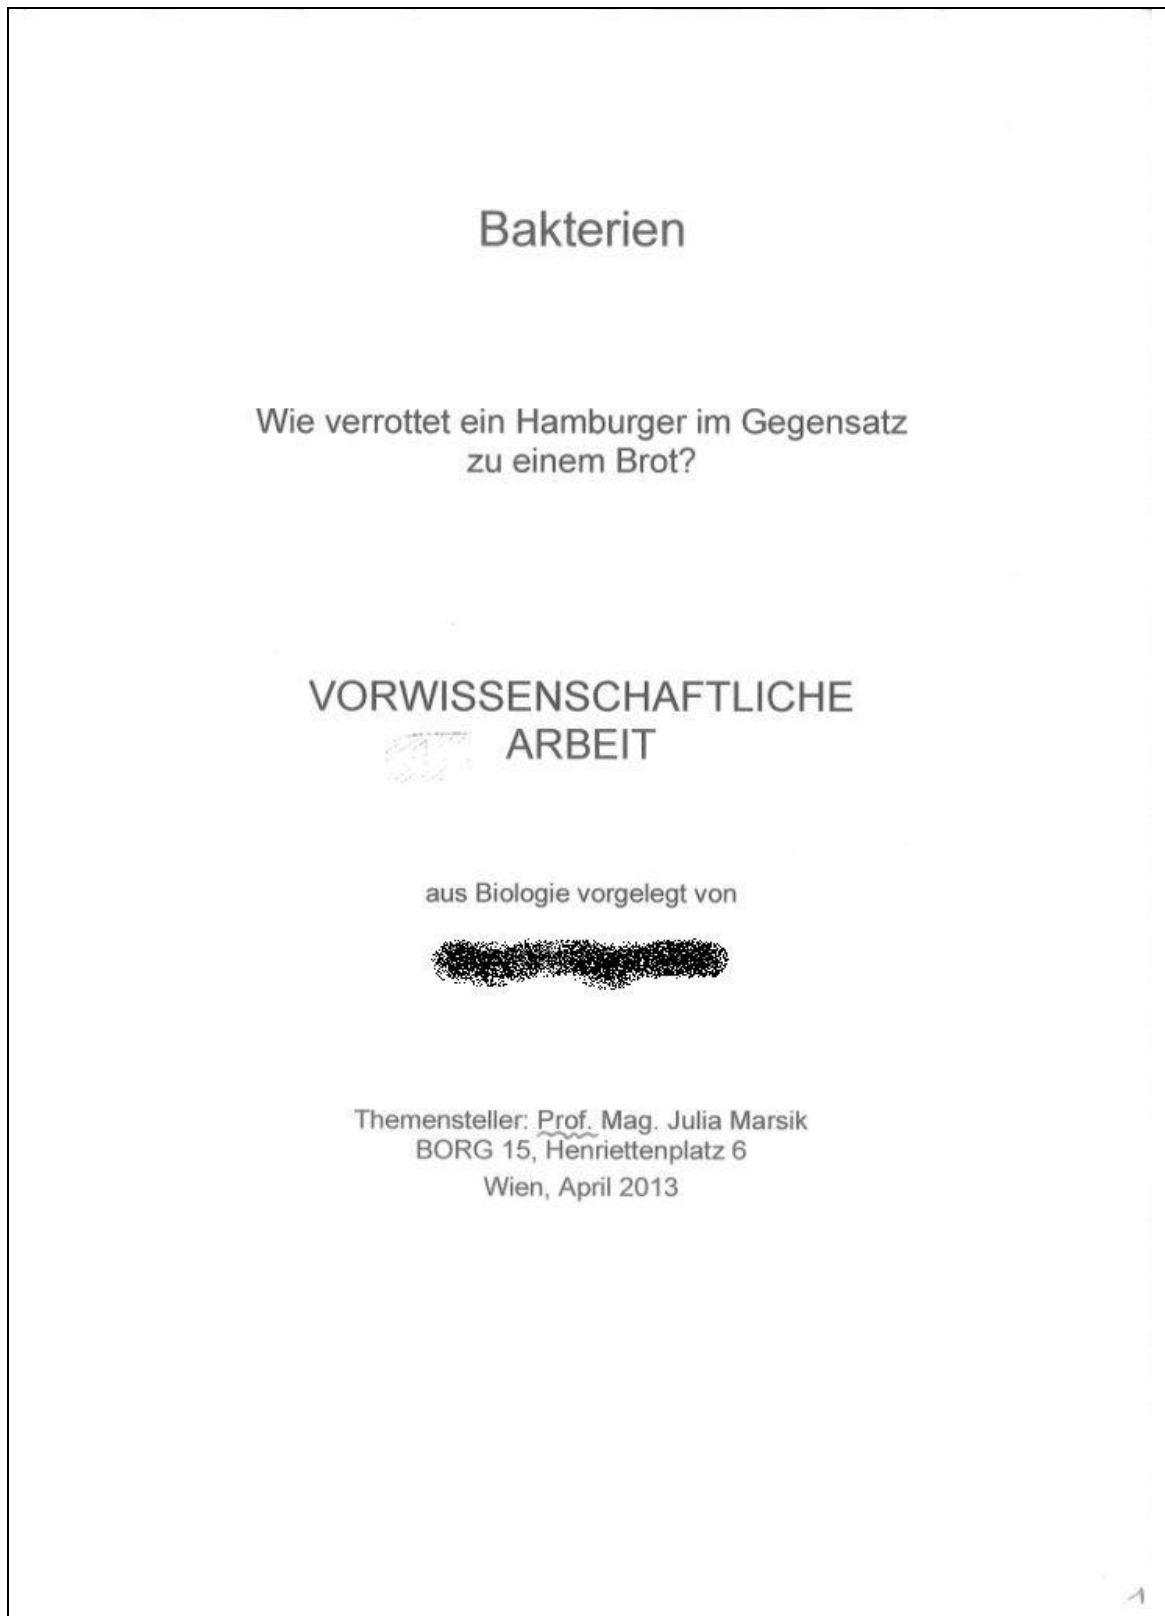 Bakterien
Wie verrottet ein Hamburger im Gegensatz
zu einem Brot?
VORWISSENSCHAFTLICHE
ARBEIT
aus Biologie vorgelegt von
Themensteller: Prof. Mag. Julia Marsik
BORG 15, Henriettenplatz 6
Wien, April 2013
1